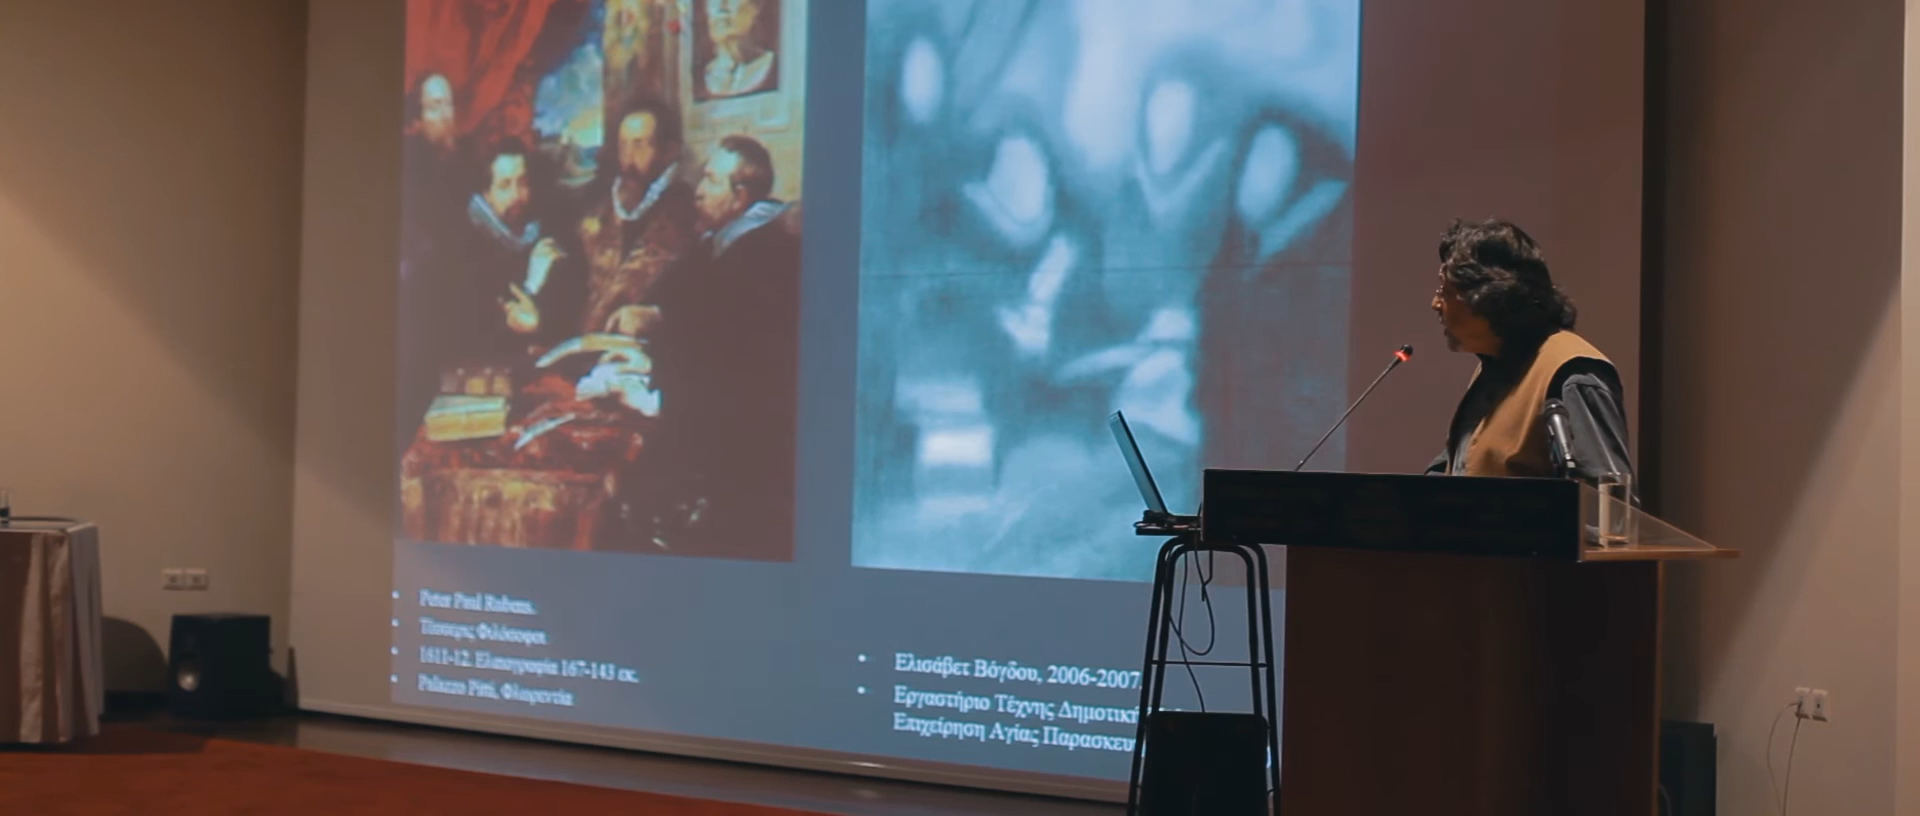 Peter Paul Rubens.
Τέσσερις Φιλόσοφοι
1611-12. Ελαιογραφία 167-143 εκ.
Palazzo Pitti, Φλωρεντία
Ελισάβετ Βόγδου, 2006-2007.
Εργαστήριο Τέχνης Δημοτική
Επιχείρηση Αγίας Παρασκευ